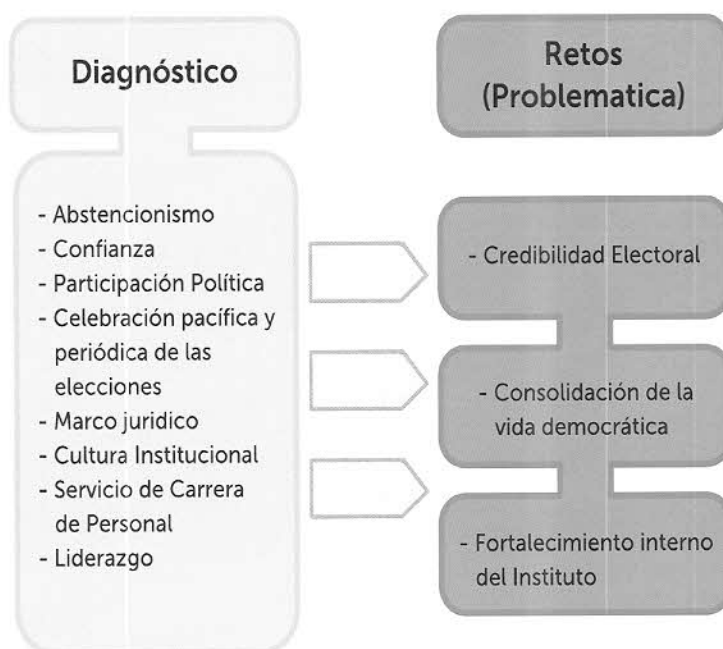 Diagnóstico
- Abstencionismo
- Confianza
- Participación Política
- Celebración pacífica y
periódica de las
elecciones
- Marco juridico
- Cultura Institucional
- Servicio de Carrera
de Personal
- Liderazgo
Retos
(Problematica)
- Credibilidad Electoral
- Consolidación de la
vida democrática
- Fortalecimiento interno
del Instituto